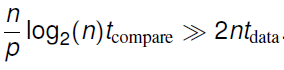 n/p log₂(n)t_compare ≫ 2nt_data.